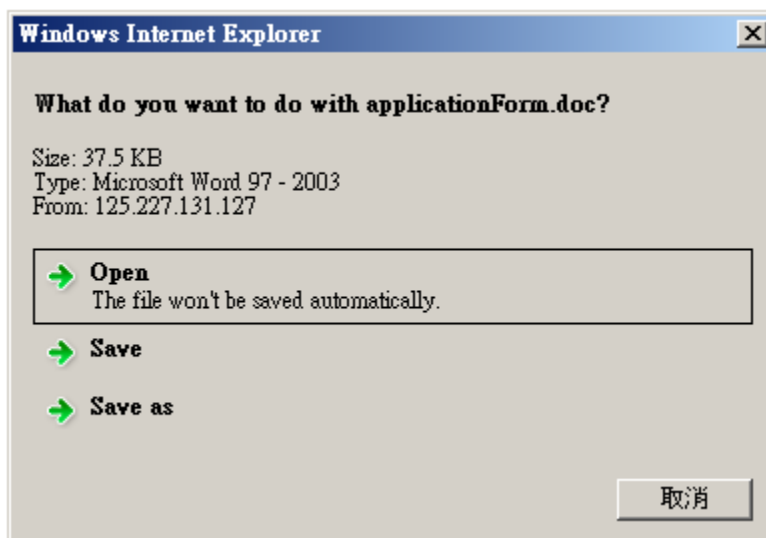 Windows Internet Explorer
What do you want to do with applicationForm.doc?
Size: 37.5 KB
Type: Microsoft Word 97 - 2003
From: 125.227.131.127
Open
The file won't be saved automatically.
Save
Save as
取消